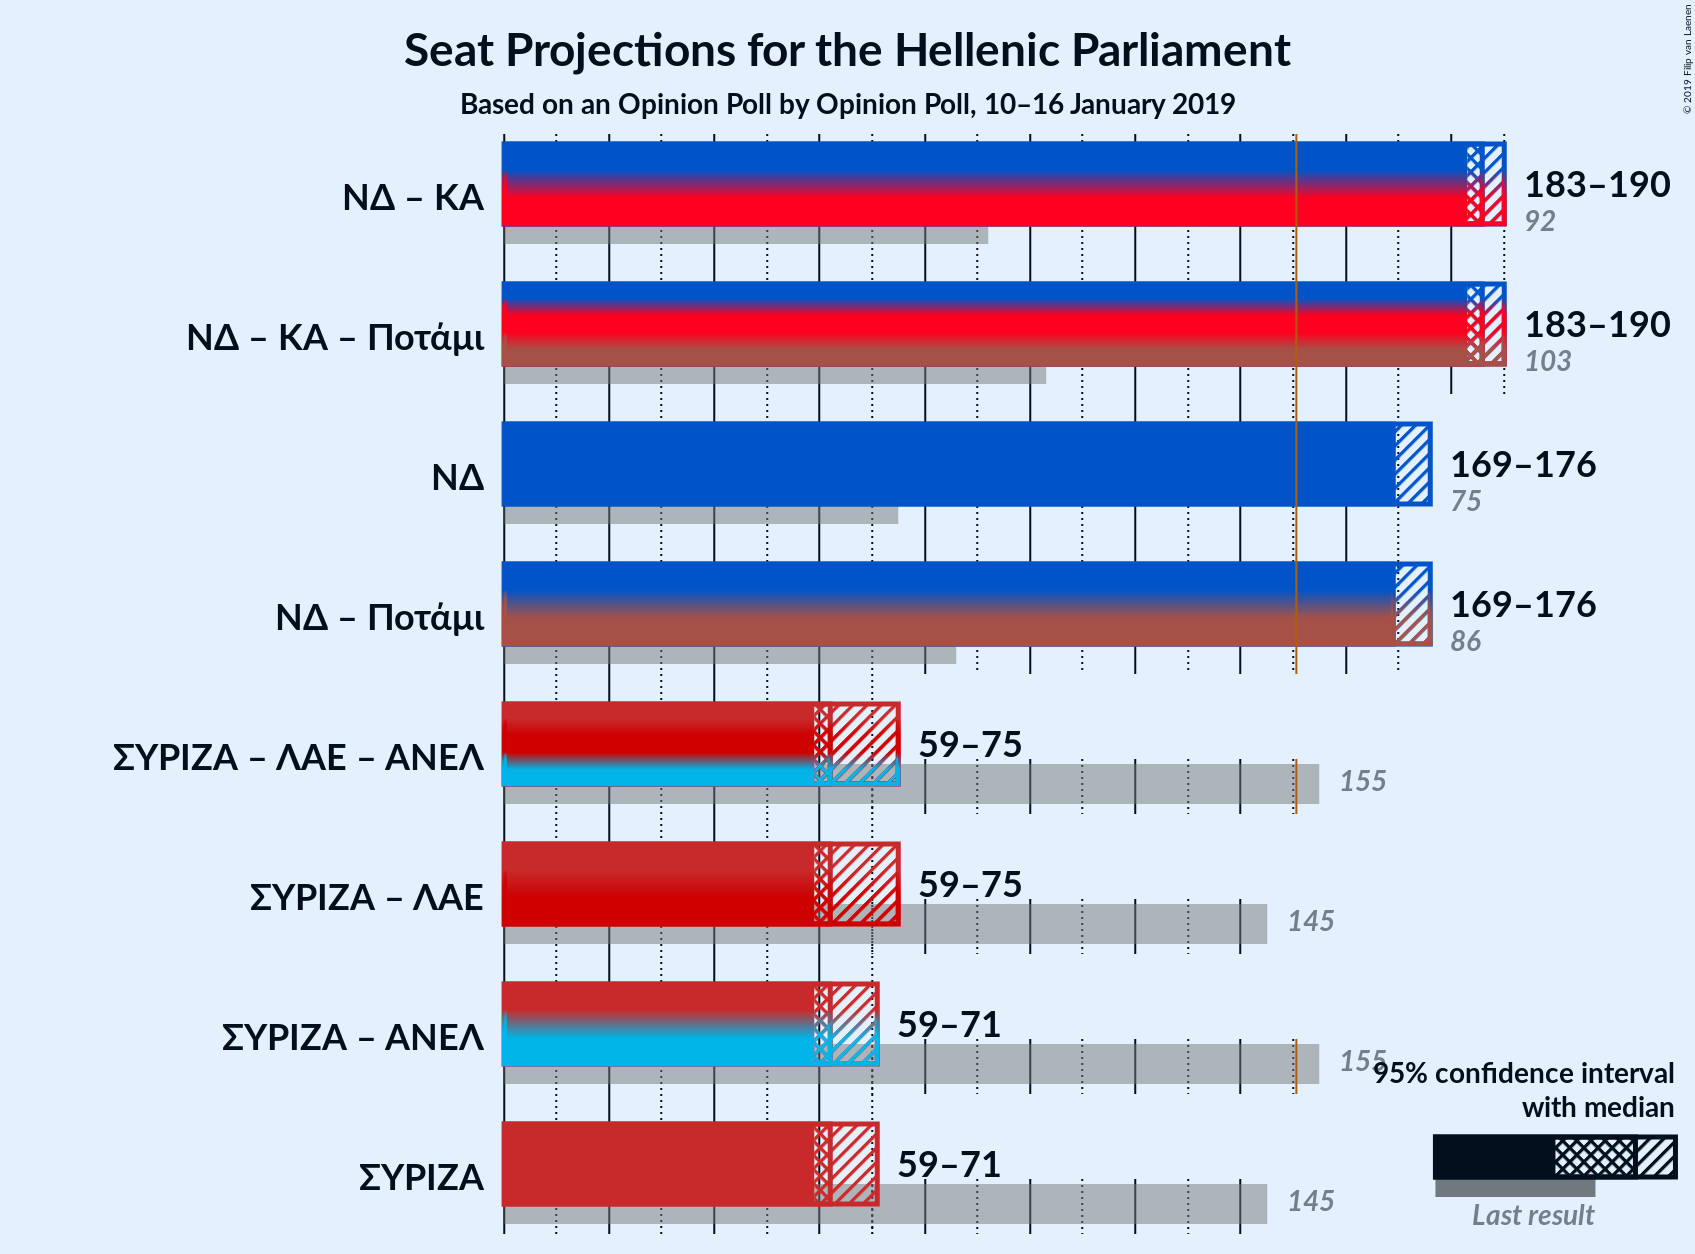 Seat Projections for the Hellenic Parliament
Based on an Opinion Poll by Opinion Poll, 10–16 January 2019
© 2019 Filip van Laenen
ΝΔ – ΚΑ
183–190
92
ΝΔ – ΚΑ – Ποτάμι
183–190
103
ΝΔ
169–176
75
ΝΔ – Ποτάμι
169–176
86
ΣΥΡΙΖΑ – ΛΑΕ – ΑΝΕΛ
59–75
155
ΣΥΡΙΖΑ – ΛΑΕ
59–75
145
ΣΥΡΙΖΑ – ΑΝΕΛ
59–71
155
ΣΥΡΙΖΑ
59–71
145
95% confidence interval
with median
Last result